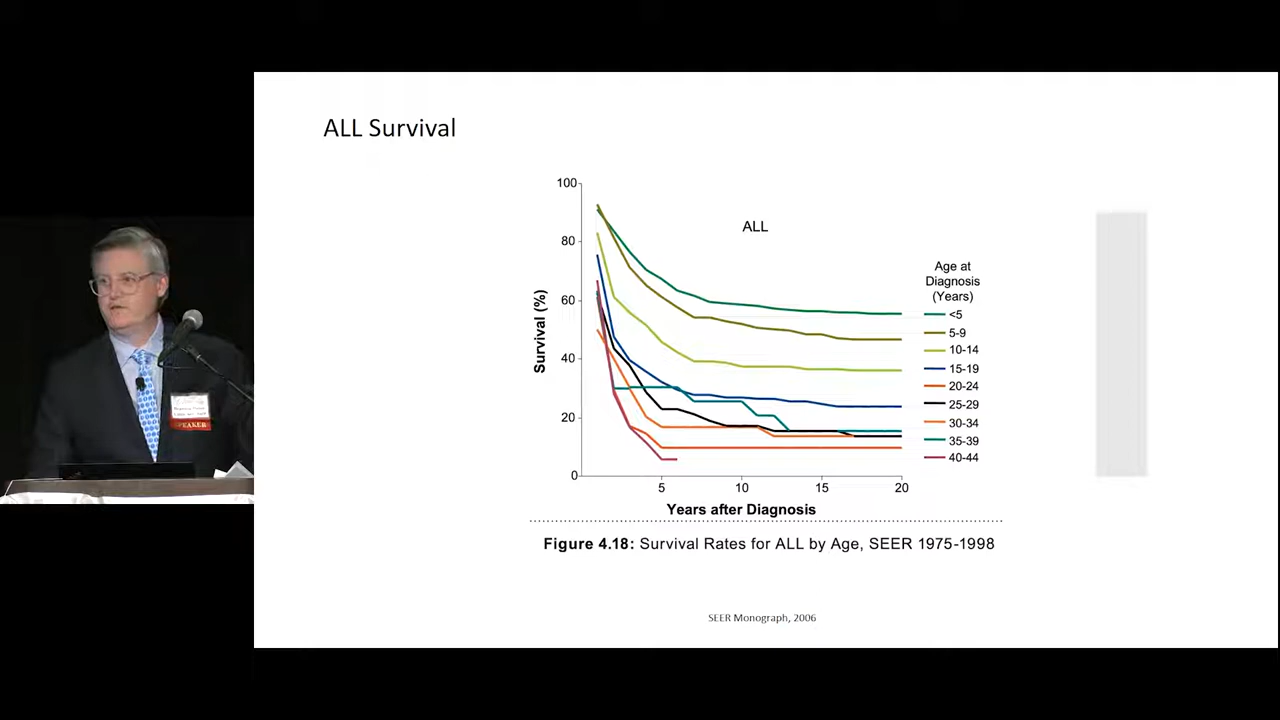 ALL Survival
100
80
60
40
20
0
Survival (%)
ALL
5
10
15
20
Years after Diagnosis
Age at
Diagnosis
(Years)
<5
5-9
10-14
15-19
20-24
25-29
30-34
35-39
40-44
Figure 4.18: Survival Rates for ALL by Age, SEER 1975-1998
SEER Monograph, 2006